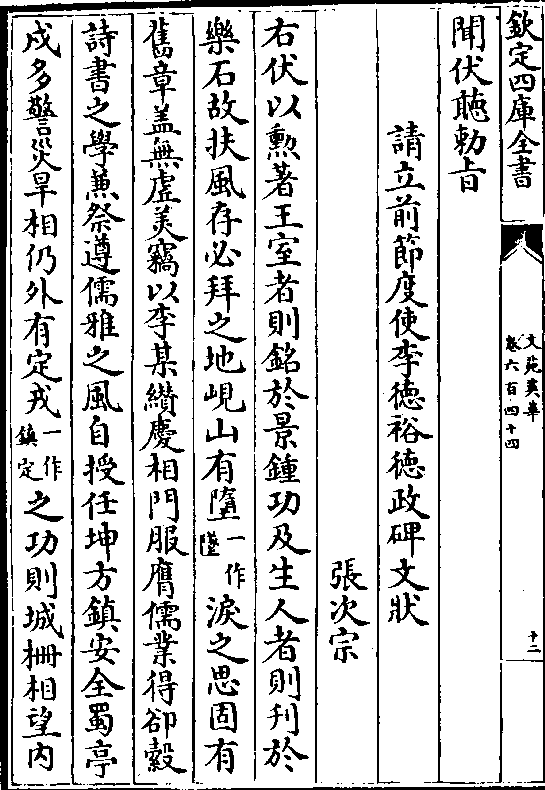 欽定四庫全書
文苑英華
卷六百四十四
十二
聞伏聽勅旨
請立前節度使李德裕德政碑文狀
張次宗
右伏以勲著王室者則銘於景鍾功及生人者則刋於
樂石故扶風存必拜之地峴山有墮一作墜淚之思固有
舊章盖無虛羙竊以李某纘慶相門服膺儒業得郤縠
詩書之學兼祭遵儒雅之風自授任坤方鎮安全蜀亭
戍多警災旱相仍外有定戎一作鎮定之功則城柵相望内